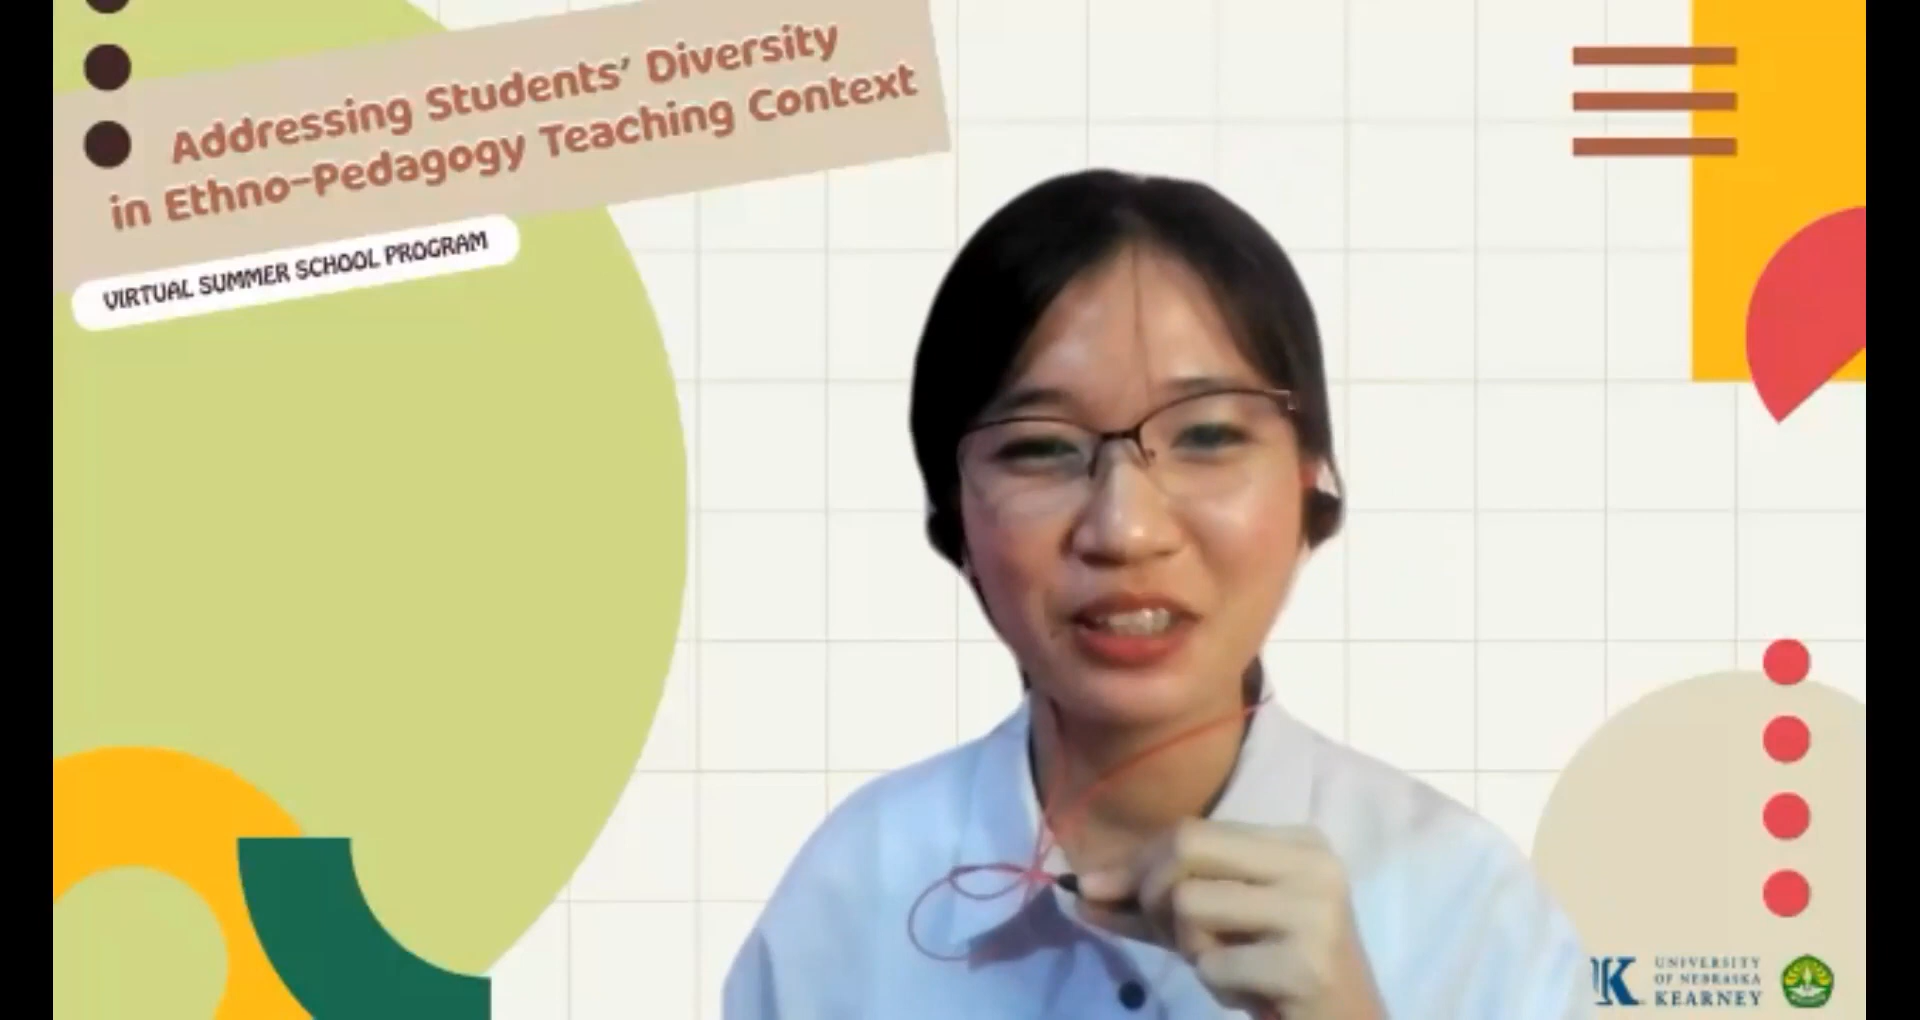 Addressing Students' Diversity
in Ethno-Pedagogy Teaching Context
VIRTUAL SUMMER SCHOOL PROGRAM
UNIVERSITY
OF NEBRASKA
KEARNEY